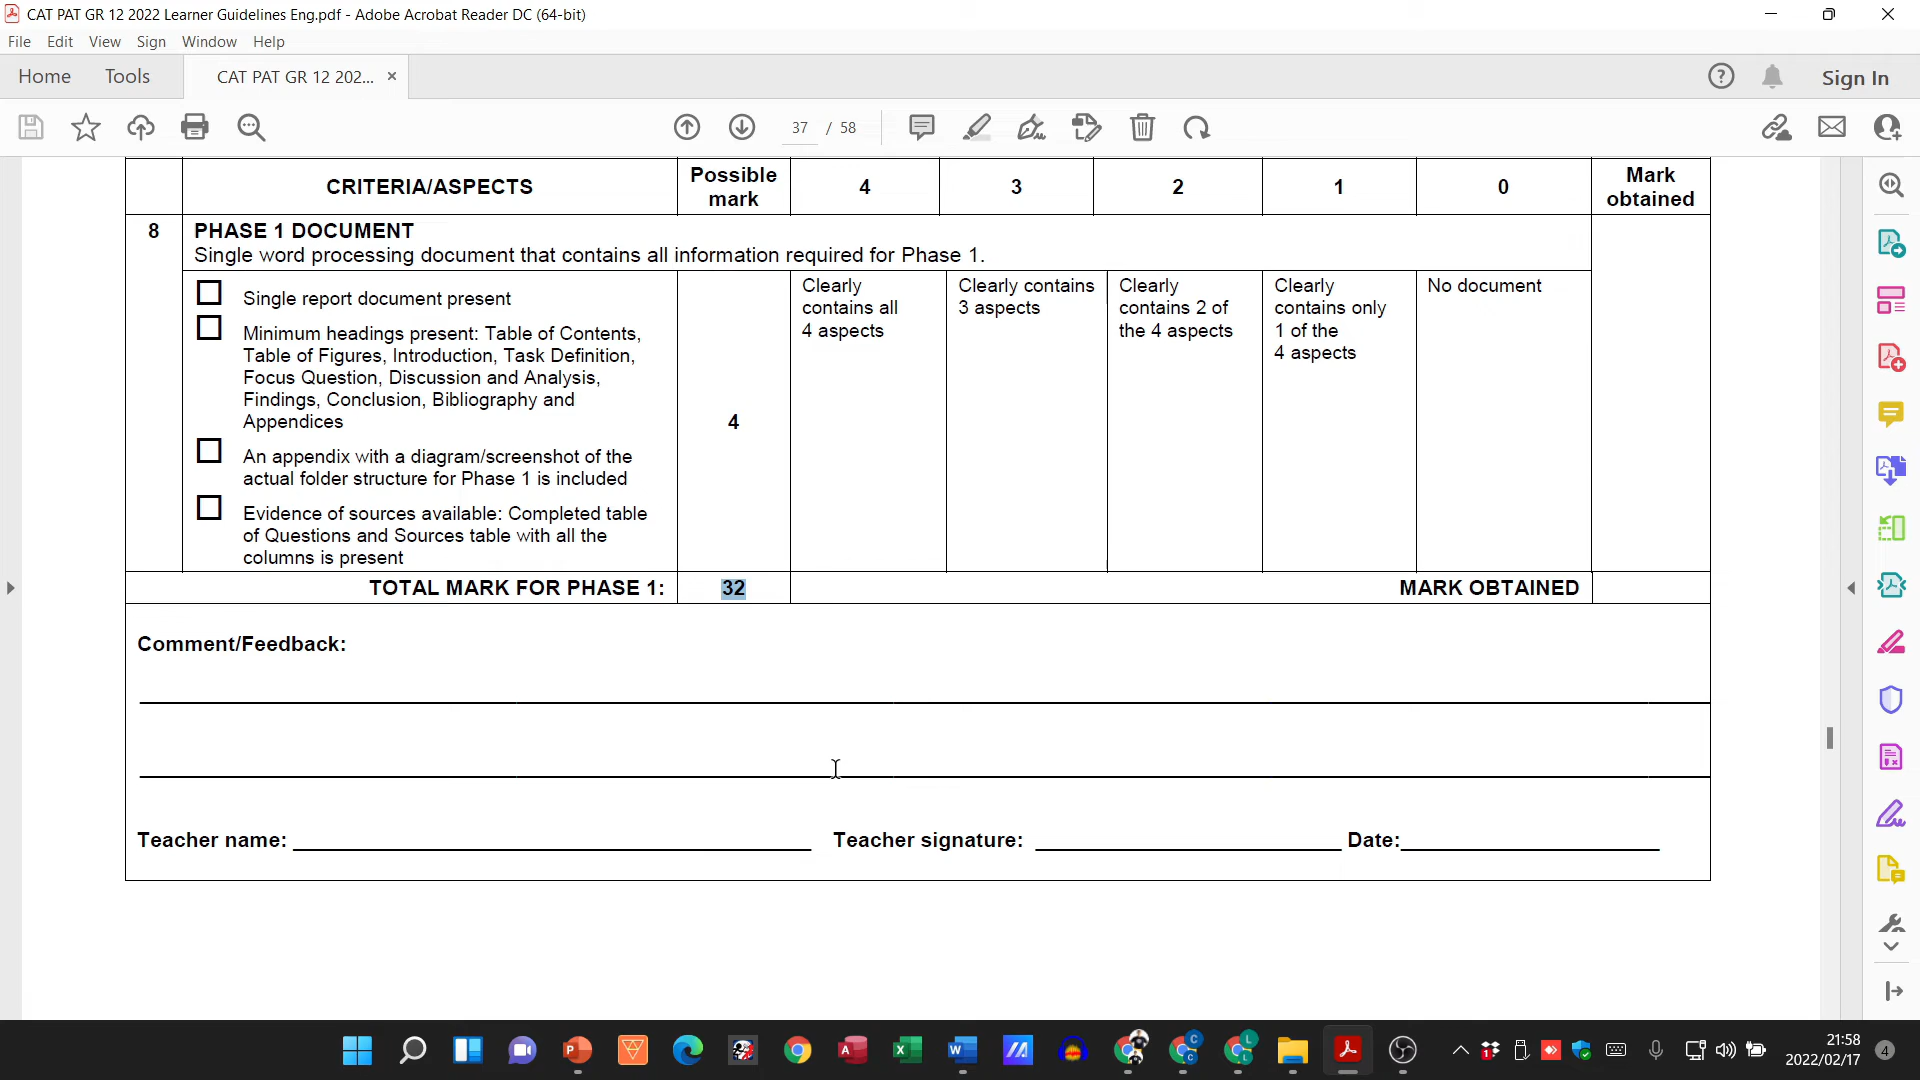 CAT PAT GR 12 2022 Learner Guidelines Eng.pdf - Adobe Acrobat Reader DC (64-bit)
File Edit View Sign Window Help
Home Tools CAT PAT GR 12 202... × Sign In
37 / 58
CRITERIA/ASPECTS Possible mark 4 3 2 1 0 Mark obtained
8 PHASE 1 DOCUMENT
Single word processing document that contains all information required for Phase 1.
Single report document present
Minimum headings present: Table of Contents,
Table of Figures, Introduction, Task Definition,
Focus Question, Discussion and Analysis,
Findings, Conclusion, Bibliography and
Appendices
An appendix with a diagram/screenshot of the
actual folder structure for Phase 1 is included
Evidence of sources available: Completed table
of Questions and Sources table with all the
columns is present
4
Clearly
contains all
4 aspects
Clearly contains
3 aspects
Clearly
contains 2 of
the 4 aspects
Clearly
contains only
1 of the
4 aspects
No document
TOTAL MARK FOR PHASE 1: 32 MARK OBTAINED
Comment/Feedback:
Teacher name: Teacher signature: Date:
21:58
2022/02/17
4